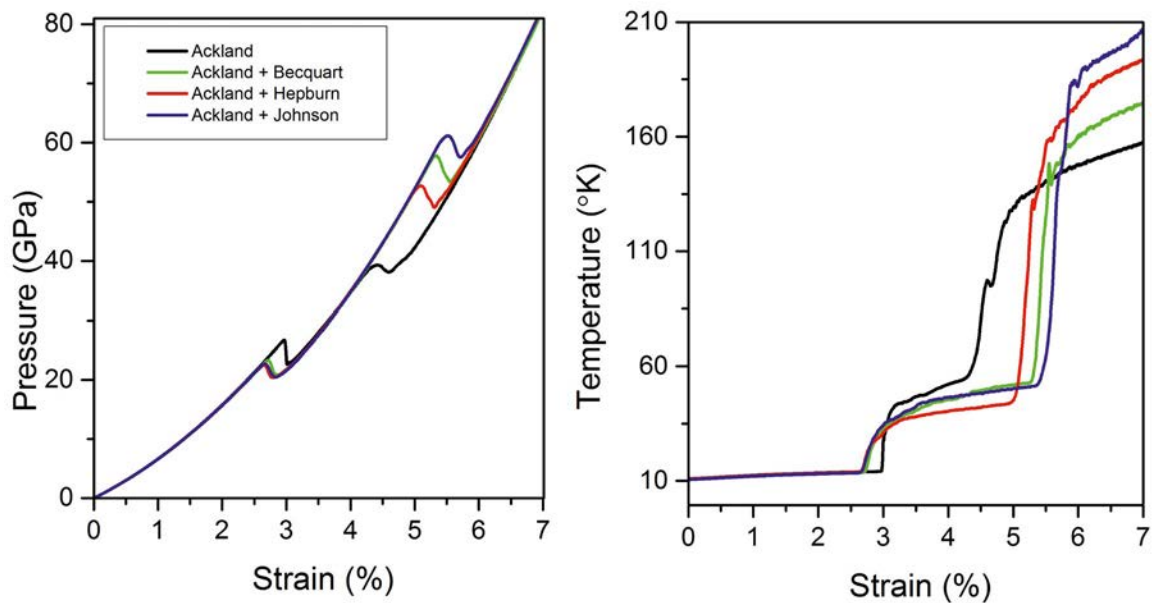 80
60
40
20
0
Pressure (GPa)
Ackland
Ackland + Becquart
Ackland + Hepburn
Ackland + Johnson
0 1 2 3 4 5 6 7
Strain (%)
210
160
110
60
10
Temperature (°K)
0 1 2 3 4 5 6 7
Strain (%)